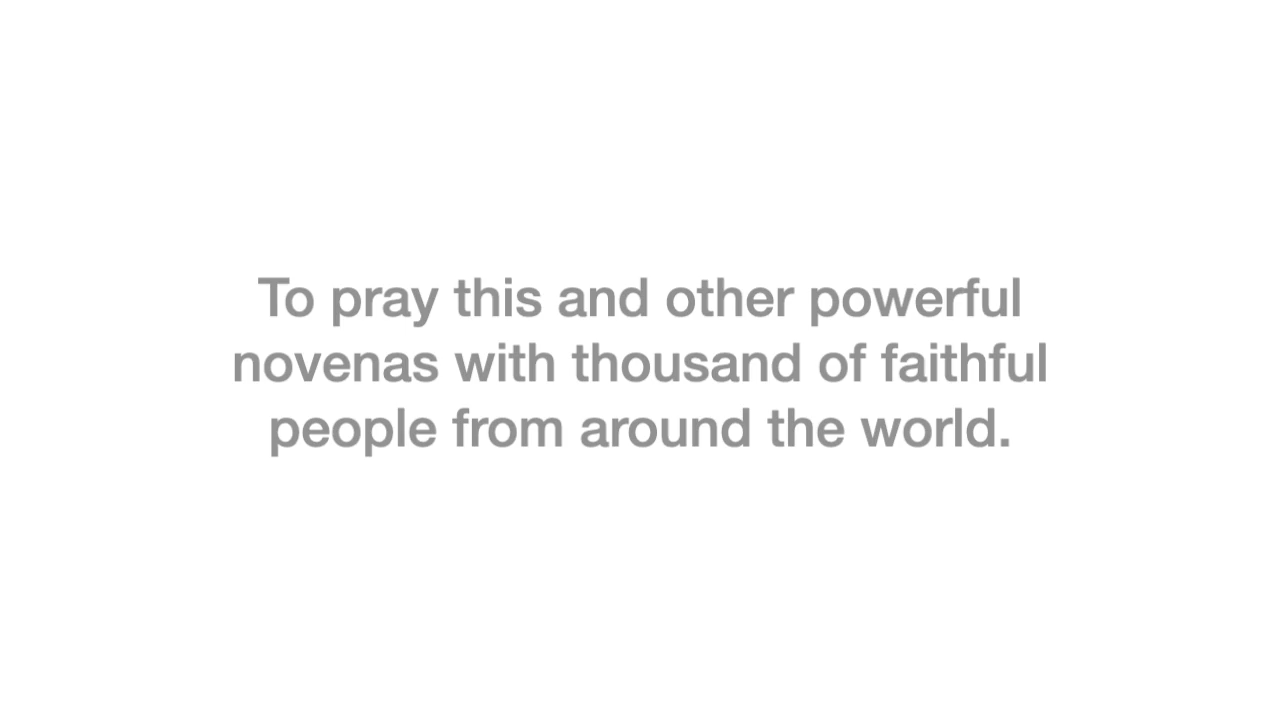 To pray this and other powerful
novenas with thousand of faithful
people from around the world.